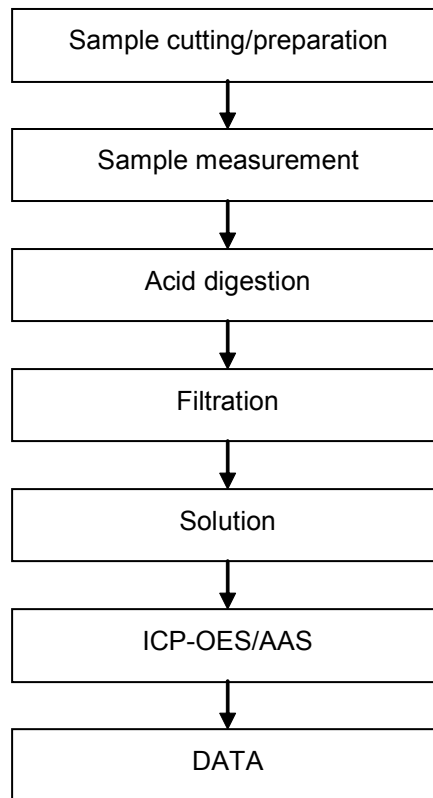 Sample cutting/preparation
Sample measurement
Acid digestion
Filtration
Solution
ICP-OES/AAS
DATA